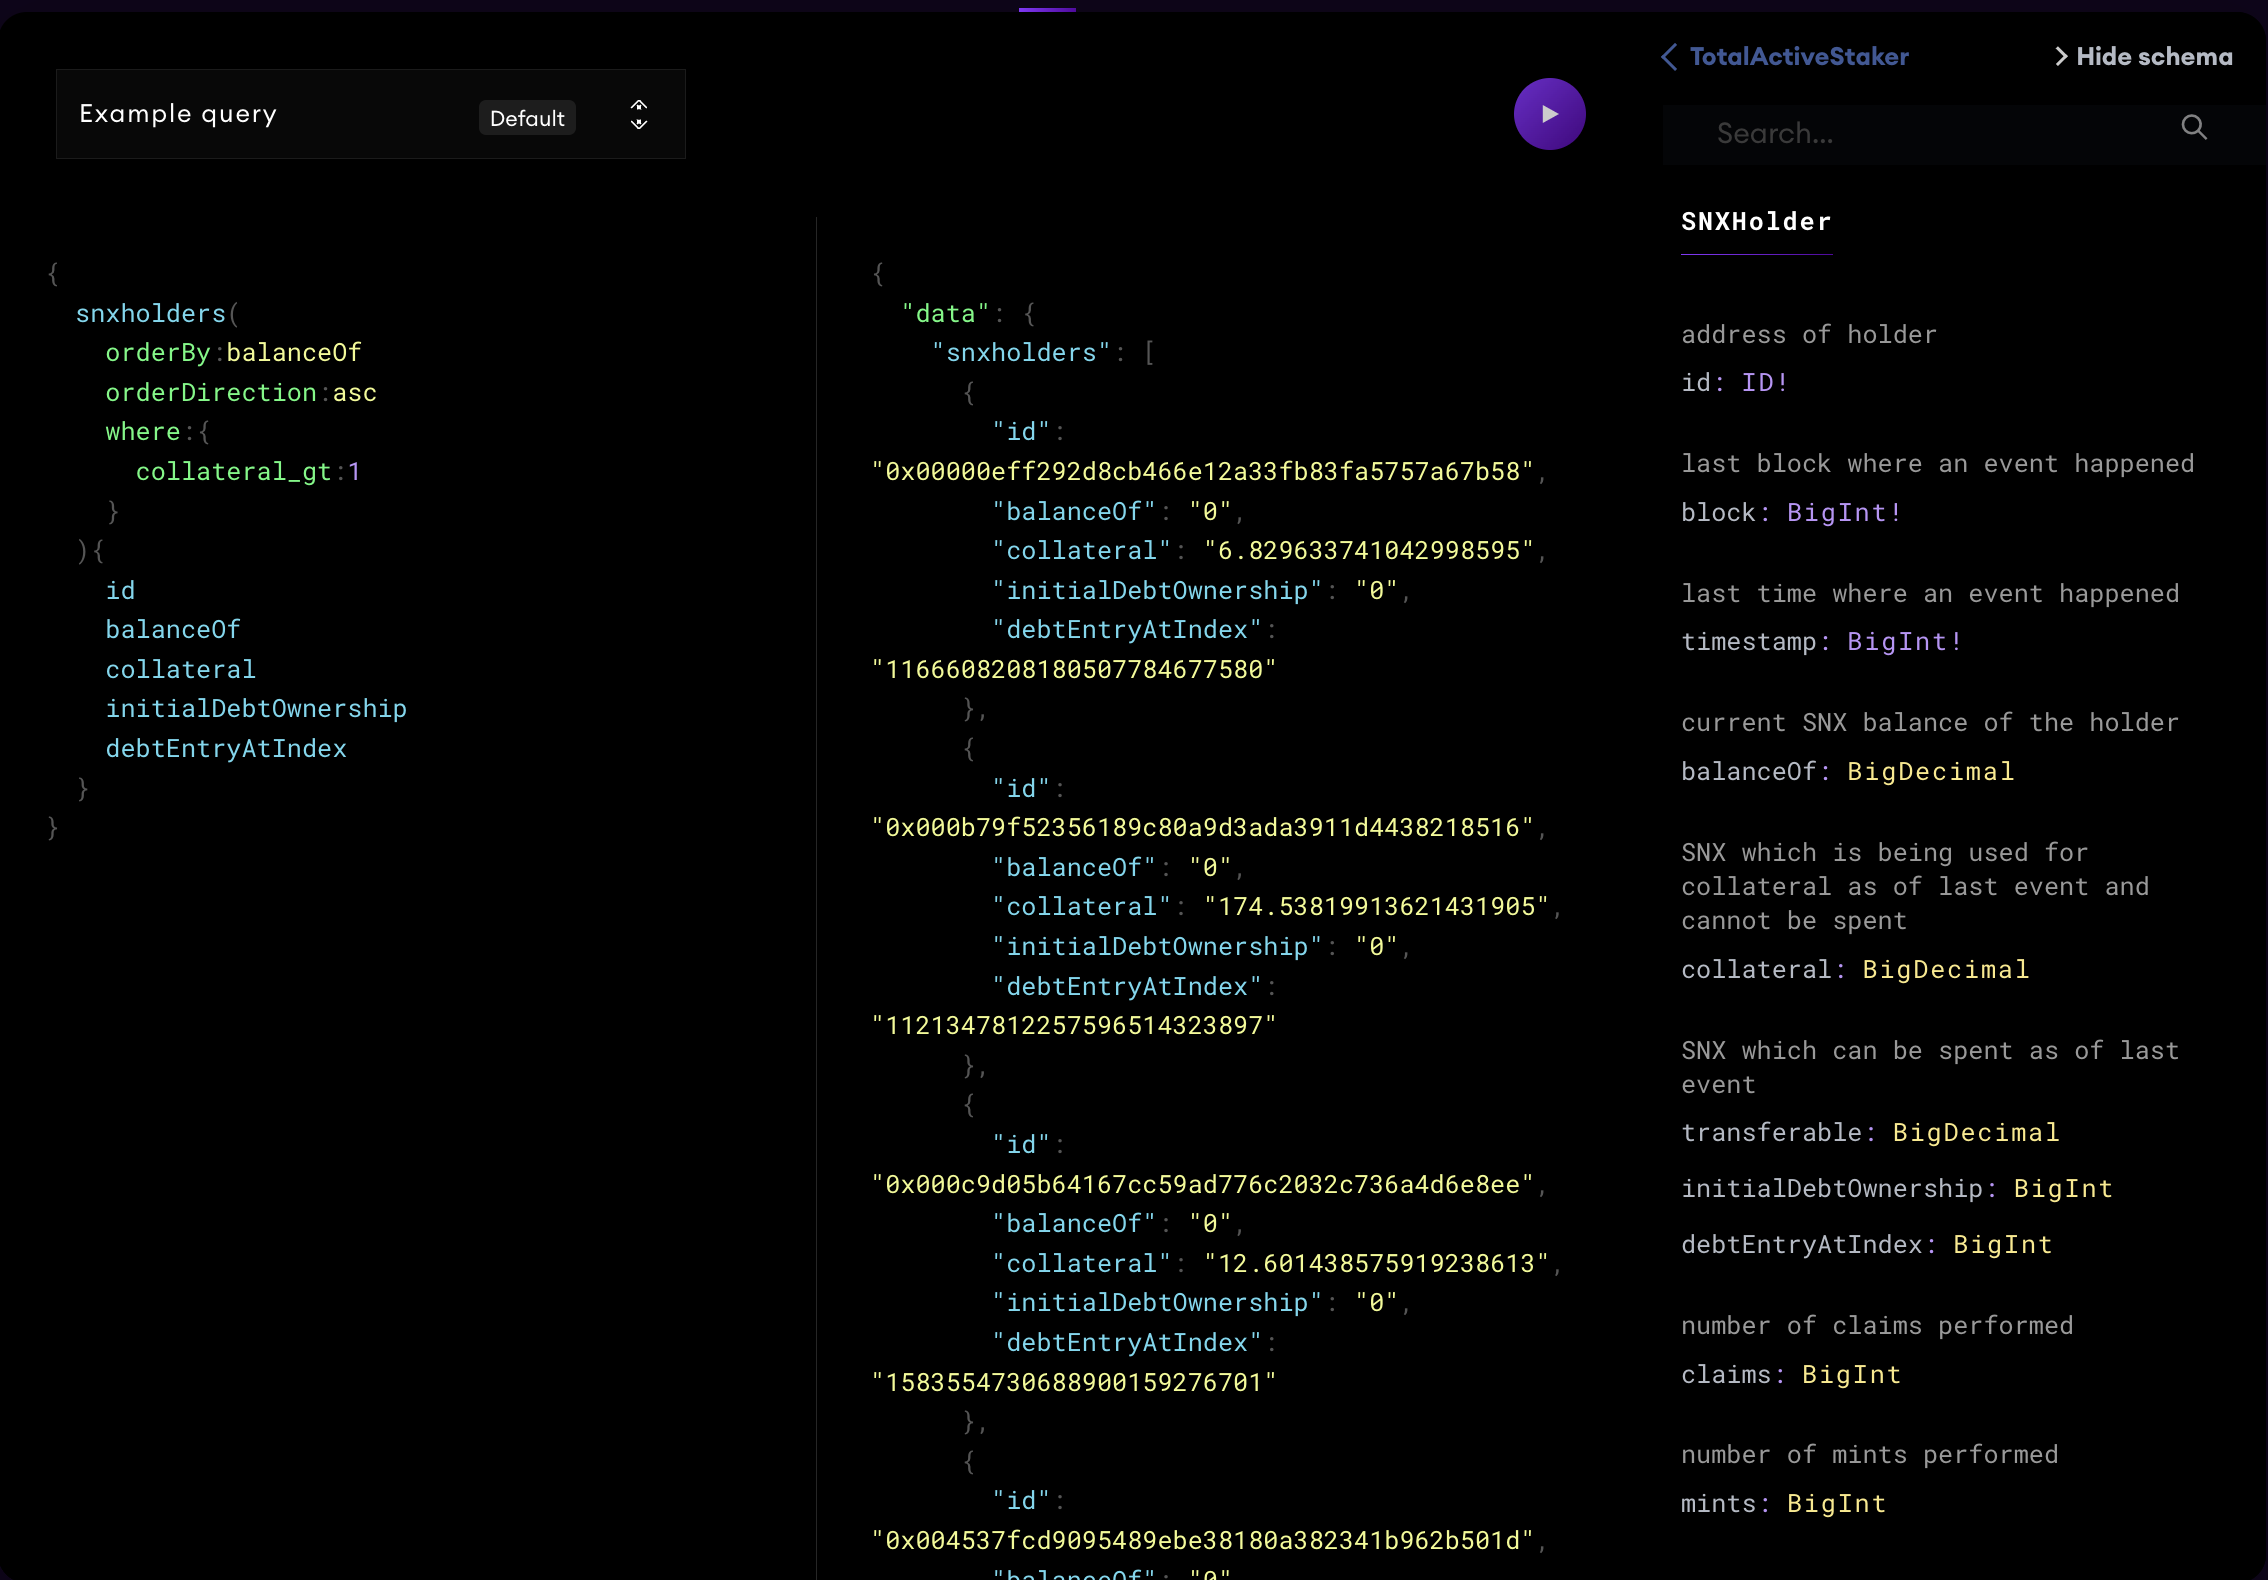 Example query
Default
{
snxholders(
orderBy:balanceOf
orderDirection:asc
where:{
collateral_gt:1
}
){
id
balanceOf
collateral
initialDebtOwnership
debtEntryAtIndex
}
}
{
"data": {
"snxholders": [
{
"id":
"0x00000eff292d8cb466e12a33fb83fa5757a67b58",
"balanceOf": "0",
"collateral": "6.829633741042998595",
"initialDebtOwnership": "0",
"debtEntryAtIndex":
"11666082081805077846​77580"
},
{
"id":
"0x000b79f52356189c80a9d3ada3911d4438218516",
"balanceOf": "0",
"collateral": "174.53819913621431905",
"initialDebtOwnership": "0",
"debtEntryAtIndex":
"1121347812257596514323897"
},
{
"id":
"0x000c9d05b64167cc59ad776c2032c736a4d6e8ee",
"balanceOf": "0",
"collateral": "12.601438575919238613",
"initialDebtOwnership": "0",
"debtEntryAtIndex":
"1583554730688900159276701"
},
{
"id":
"0x004537fcd9095489ebe38180a382341b962b501d",
"balanceOf": "0"
TotalActiveStaker
Hide schema
Search...
SNXHolder
address of holder
id: ID!
last block where an event happened
block: BigInt!
last time where an event happened
timestamp: BigInt!
current SNX balance of the holder
balanceOf: BigDecimal
SNX which is being used for
collateral as of last event and
cannot be spent
collateral: BigDecimal
SNX which can be spent as of last
event
transferable: BigDecimal
initialDebtOwnership: BigInt
debtEntryAtIndex: BigInt
number of claims performed
claims: BigInt
number of mints performed
mints: BigInt